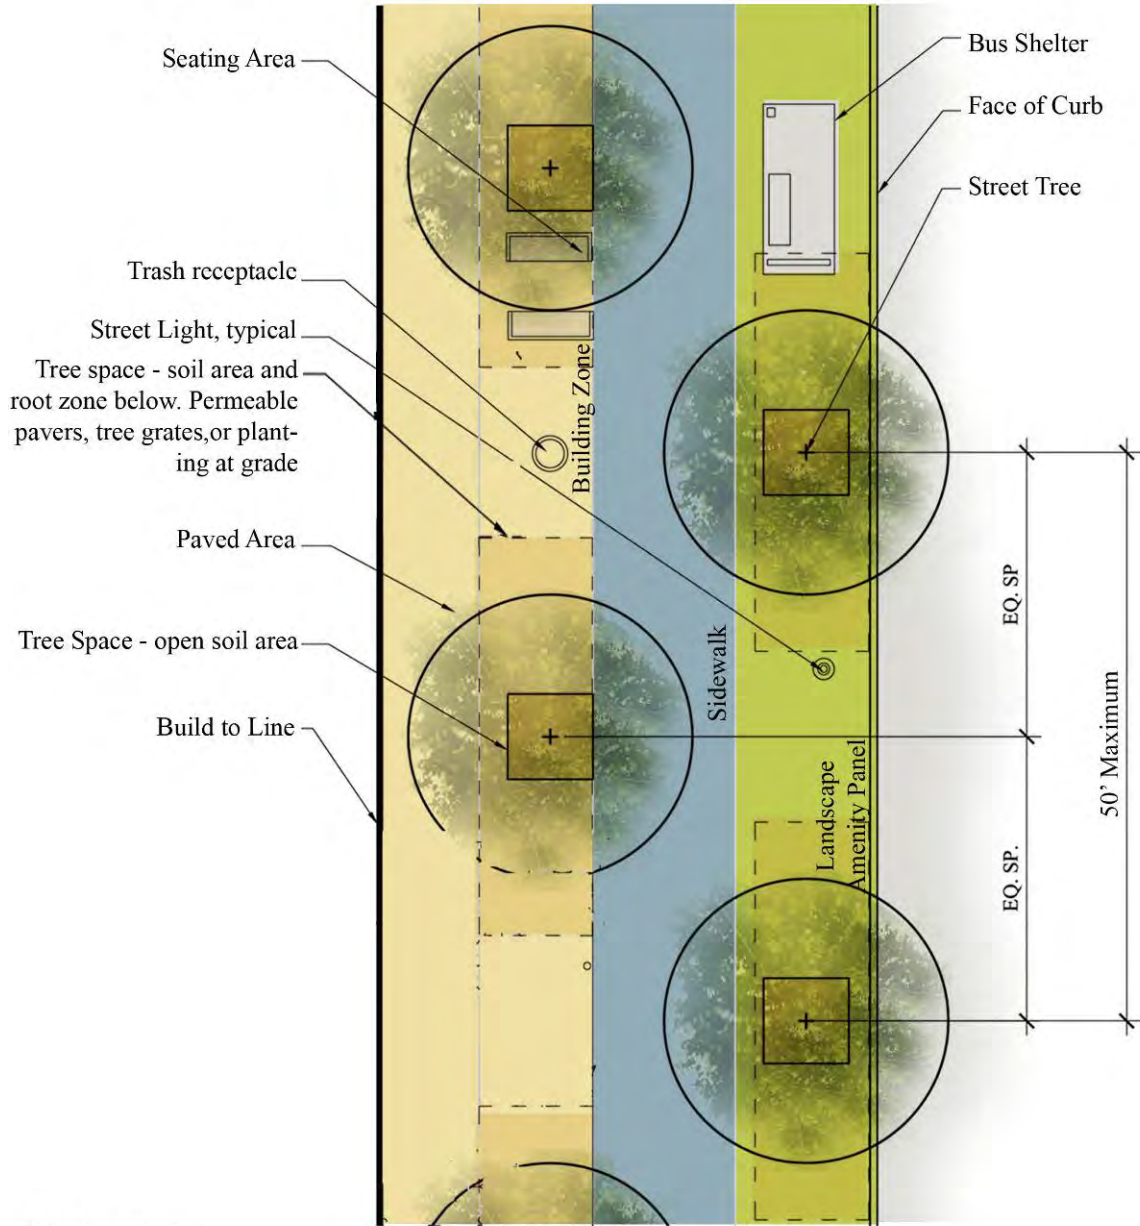 Seating Area
Trash receptacle
Street Light, typical
Tree space - soil area and
root zone below. Permeable
pavers, tree grates,or plant-
ing at grade
Paved Area
Tree Space - open soil area
Build to Line
Building Zone
Sidewalk
Landscape
Amenity Panel
Bus Shelter
Face of Curb
Street Tree
EQ. SP
EQ. SP.
50’ Maximum